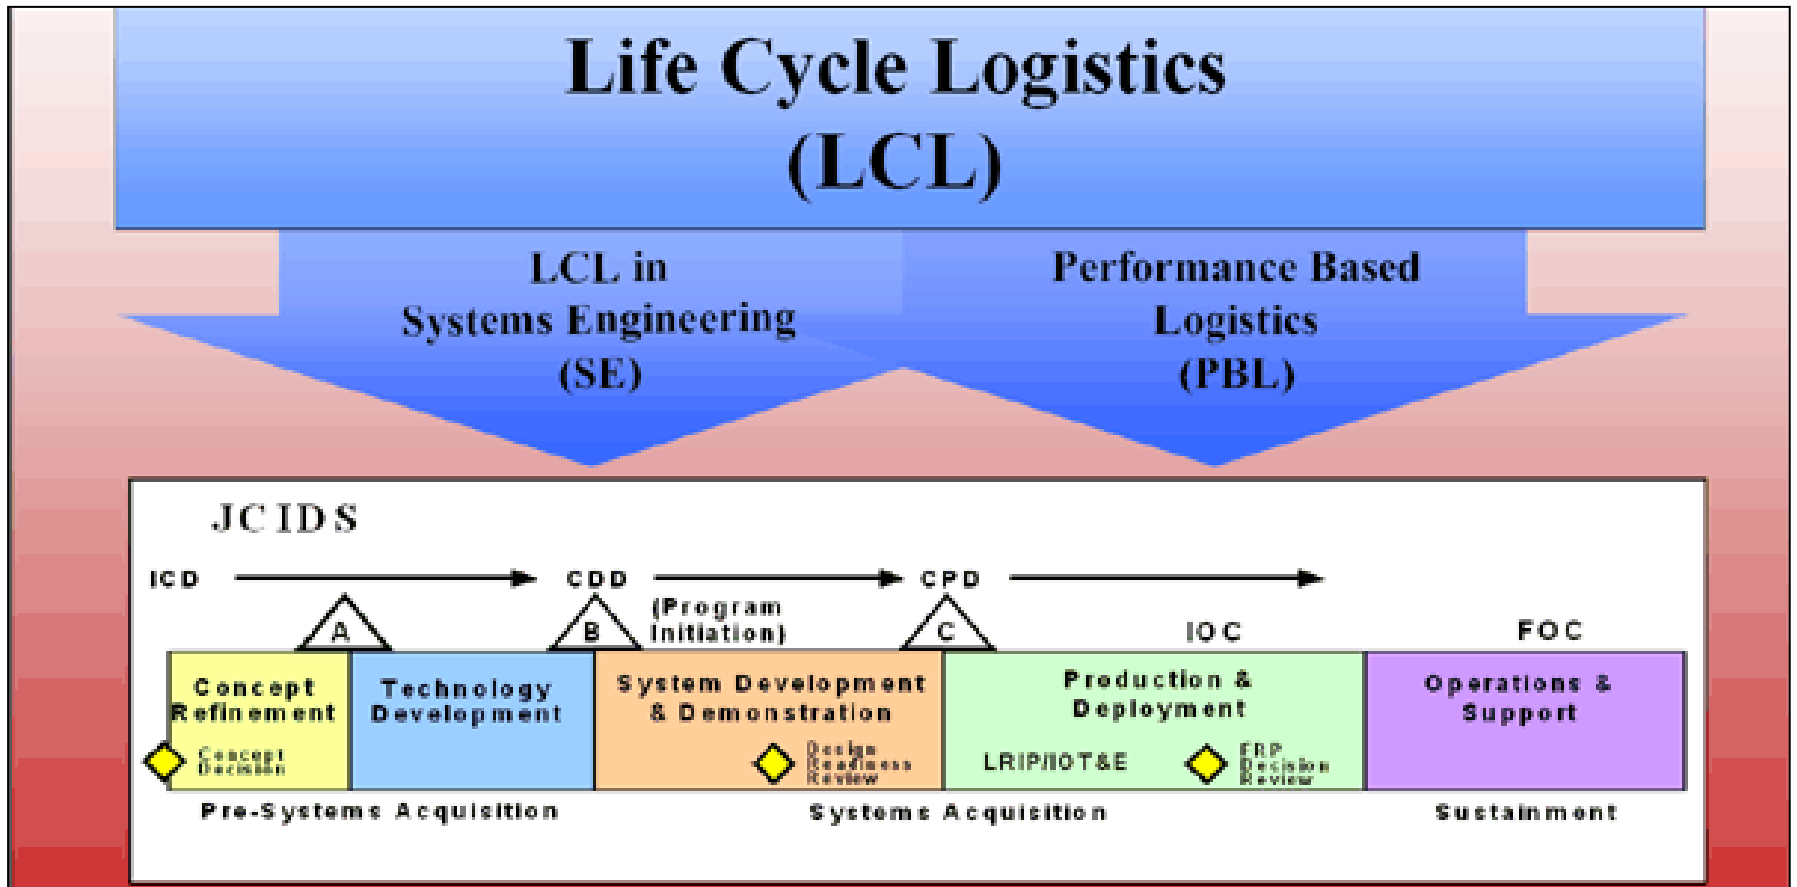 Life Cycle Logistics
(LCL)
LCL in
Systems Engineering
(SE)
Performance Based
Logistics
(PBL)
JCIDS
ICD
CDD
CPD
A
B
(Program
Initiation)
C
IOC
FOC
Concept
Refinement
Technology
Development
System Development
& Demonstration
Production &
Deployment
Operations &
Support
Concept
Decision
Design
Readiness
Review
LRIP/IOT&E
FRP
Decision
Review
Pre-Systems Acquisition
Systems Acquisition
Sustainment